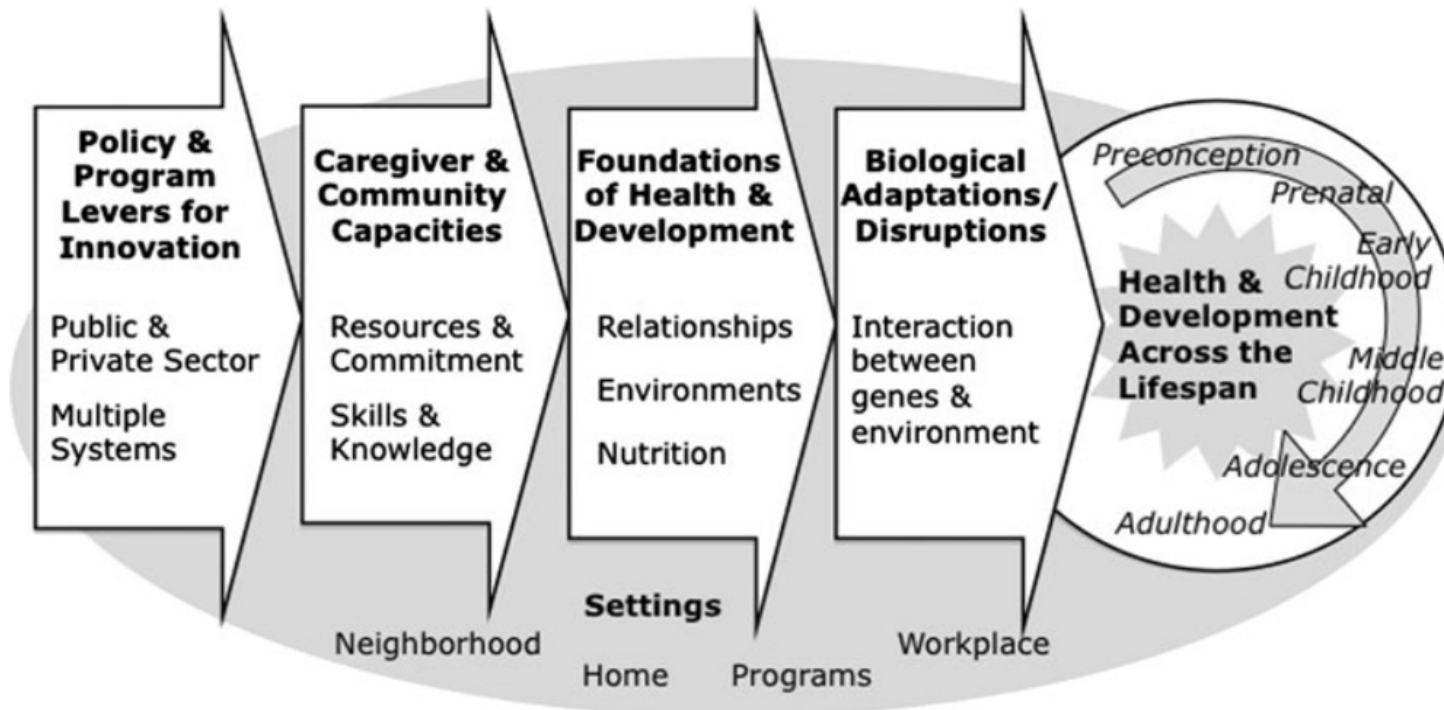 Policy &
Program
Levers for
Innovation
Public &
Private Sector
Multiple
Systems
Caregiver &
Community
Capacities
Resources &
Commitment
Skills &
Knowledge
Foundations
of Health &
Development
Relationships
Environments
Nutrition
Biological
Adaptations/
Disruptions
Interaction
between
genes &
environment
Health &
Development
Across the
Lifespan
Preconception
Prenatal
Early
Childhood
Middle
Childhood
Adolescence
Adulthood
Settings
Neighborhood
Workplace
Home
Programs